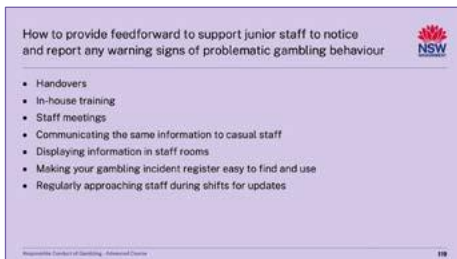 How to provide feedforward to support junior staff to notice
and report any warning signs of problematic gambling behaviour
NSW
GOVERNMENT
• Handovers
• In-house training
• Staff meetings
• Communicating the same information to casual staff
• Displaying information in staff rooms
• Making your gambling incident register easy to find and use
• Regularly approaching staff during shifts for updates
Responsible Conduct of Gambling - Advanced Course